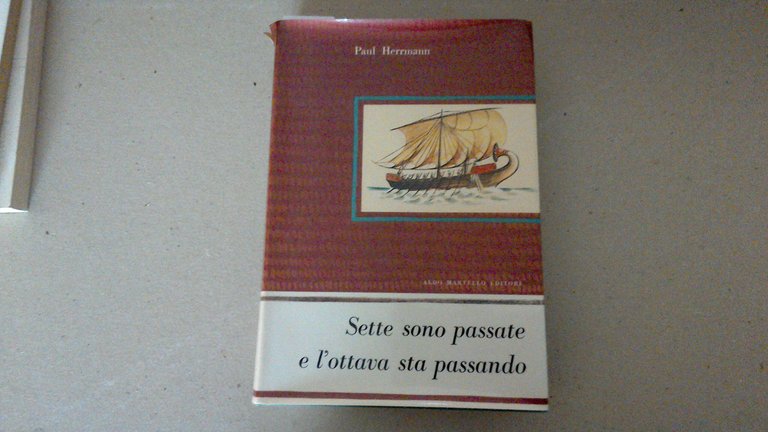 Paul Herrmann
ALDO MARTELLO EDITORE
Sette sono passate
e l'ottava sta passando